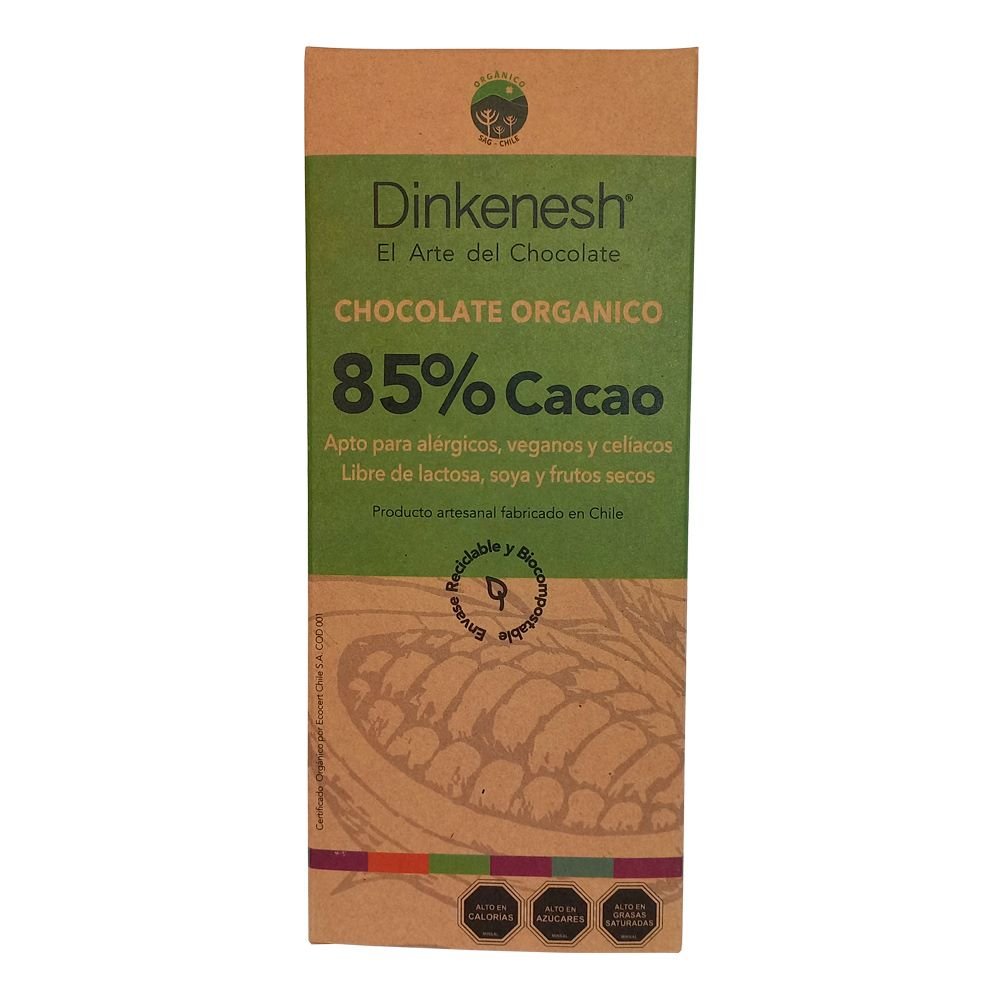 ORGÁNICO
SAG - CHILE
Dinkenesh®
El Arte del Chocolate
CHOCOLATE ORGANICO
85% Cacao
Apto para alérgicos, veganos y celíacos
Libre de lactosa, soya y frutos secos
Producto artesanal fabricado en Chile
Envase Reciclable y Biocompostable
Certificado Orgánico por Ecocert Chile S.A. COD 001
ALTO EN
CALORÍAS
MINSAL
ALTO EN
AZUCARES
MINSAL
ALTO EN
GRASAS
SATURADAS
MINSAL